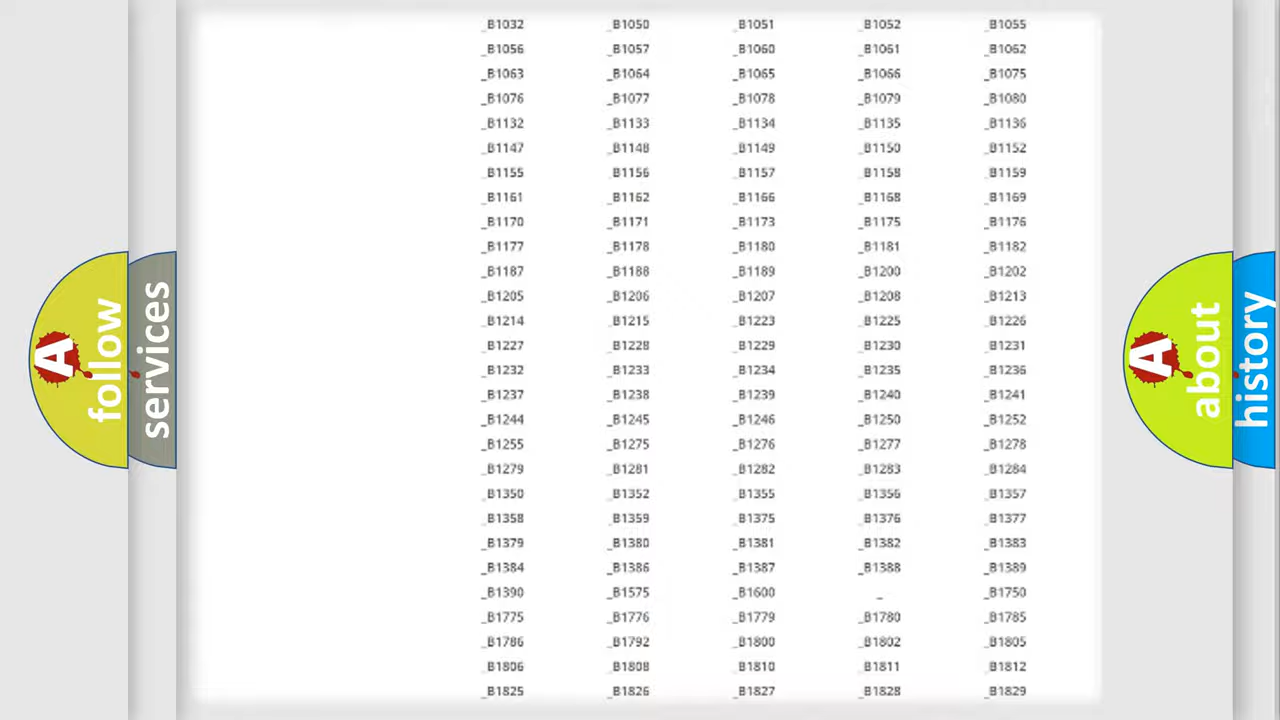 _B1032 _B1050 _B1051 _B1052 _B1055
_B1056 _B1057 _B1060 _B1061 _B1062
_B1063 _B1064 _B1065 _B1066 _B1075
_B1076 _B1077 _B1078 _B1079 _B1080
_B1132 _B1133 _B1134 _B1135 _B1136
_B1147 _B1148 _B1149 _B1150 _B1152
_B1155 _B1156 _B1157 _B1158 _B1159
_B1161 _B1162 _B1166 _B1168 _B1169
_B1170 _B1171 _B1173 _B1175 _B1176
_B1177 _B1178 _B1180 _B1181 _B1182
_B1187 _B1188 _B1189 _B1200 _B1202
_B1205 _B1206 _B1207 _B1208 _B1213
_B1214 _B1215 _B1223 _B1225 _B1226
_B1227 _B1228 _B1229 _B1230 _B1231
_B1232 _B1233 _B1234 _B1235 _B1236
_B1237 _B1238 _B1239 _B1240 _B1241
_B1244 _B1245 _B1246 _B1250 _B1252
_B1255 _B1275 _B1276 _B1277 _B1278
_B1279 _B1281 _B1282 _B1283 _B1284
_B1350 _B1352 _B1355 _B1356 _B1357
_B1358 _B1359 _B1375 _B1376 _B1377
_B1379 _B1380 _B1381 _B1382 _B1383
_B1384 _B1386 _B1387 _B1388 _B1389
_B1390 _B1575 _B1600 _ _B1750
_B1775 _B1776 _B1779 _B1780 _B1785
_B1786 _B1792 _B1800 _B1802 _B1805
_B1806 _B1808 _B1810 _B1811 _B1812
_B1825 _B1826 _B1827 _B1828 _B1829
A follow
services
A about
history